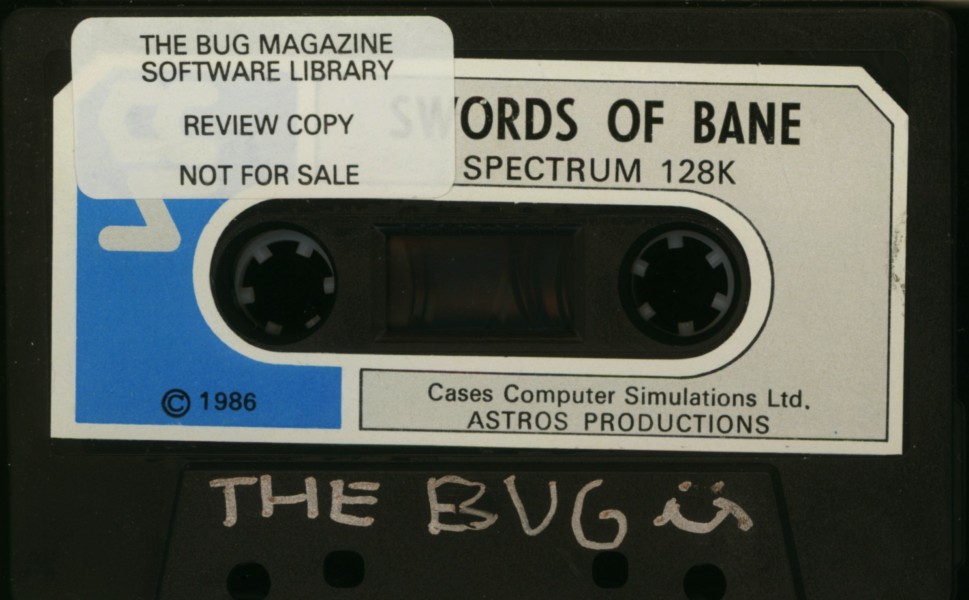 THE BUG MAGAZINE
SOFTWARE LIBRARY
REVIEW COPY
NOT FOR SALE
SWORDS OF BANE
SPECTRUM 128K
© 1986
Cases Computer Simulations Ltd.
ASTROS PRODUCTIONS
THE BUG